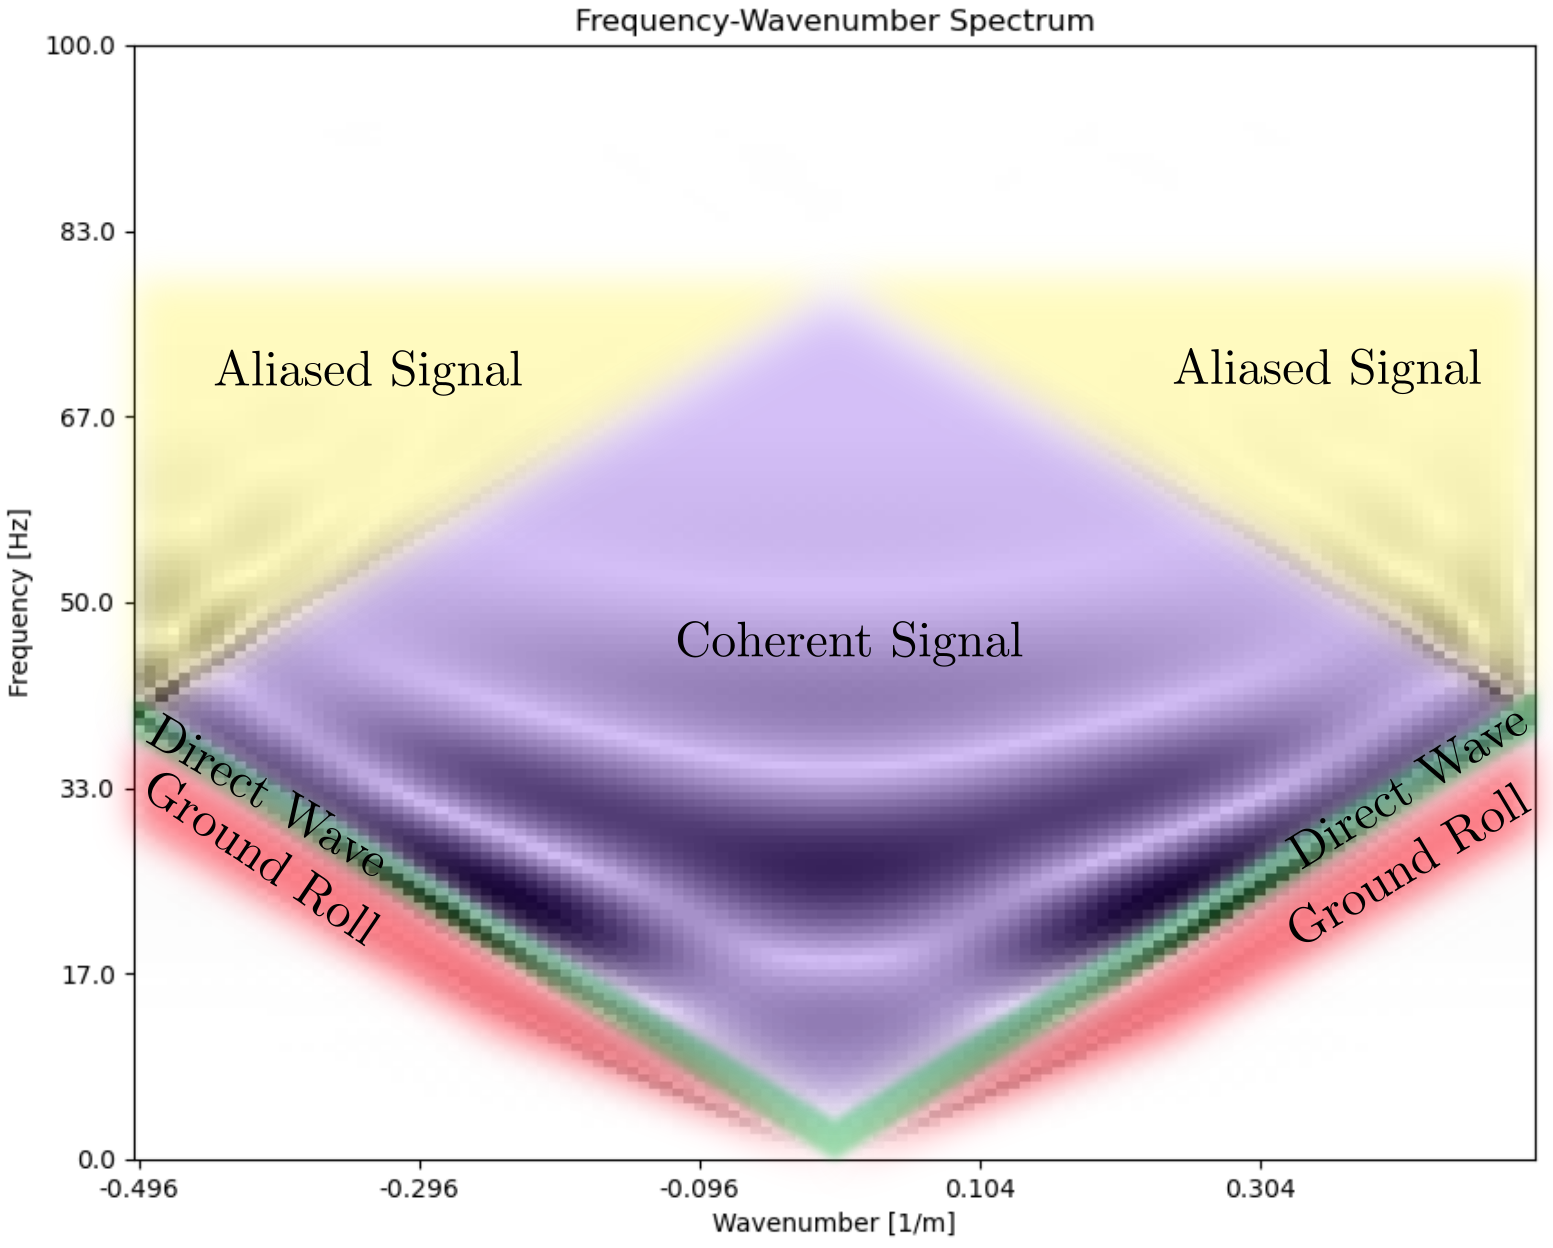 Frequency-Wavenumber Spectrum
100.0
83.0
67.0
50.0
33.0
17.0
0.0
Frequency [Hz]
Aliased Signal
Aliased Signal
Coherent Signal
Direct Wave
Ground Roll
Direct Wave
Ground Roll
-0.496
-0.296
-0.096
0.104
0.304
Wavenumber [1/m]